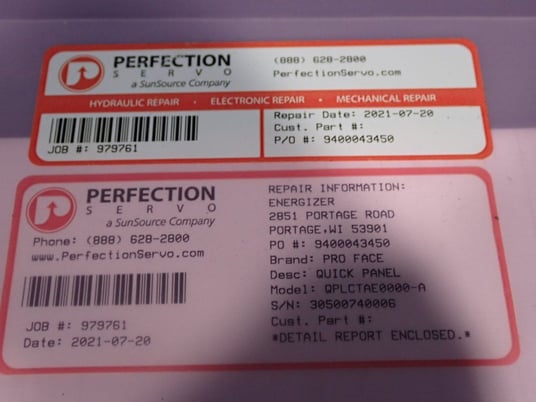 PERFECTION
SERVO
a SunSource Company
(888) 628-2800
PerfectionServo.com
HYDRAULIC REPAIR • ELECTRONIC REPAIR • MECHANICAL REPAIR
JOB #: 979761
Repair Date: 2021-07-20
Cust. Part #:
P/O #: 9400043450
PERFECTION
SERVO
a SunSource Company
Phone: (888) 628-2800
www.PerfectionServo.com
JOB #: 979761
Date: 2021-07-20
REPAIR INFORMATION:
ENERGIZER
2851 PORTAGE ROAD
PORTAGE,WI 53901
PO #: 9400043450
Brand: PRO FACE
Desc: QUICK PANEL
Model: QPLCTAE0000-A
S/N: 30500740006
Cust. Part #:
*DETAIL REPORT ENCLOSED.*